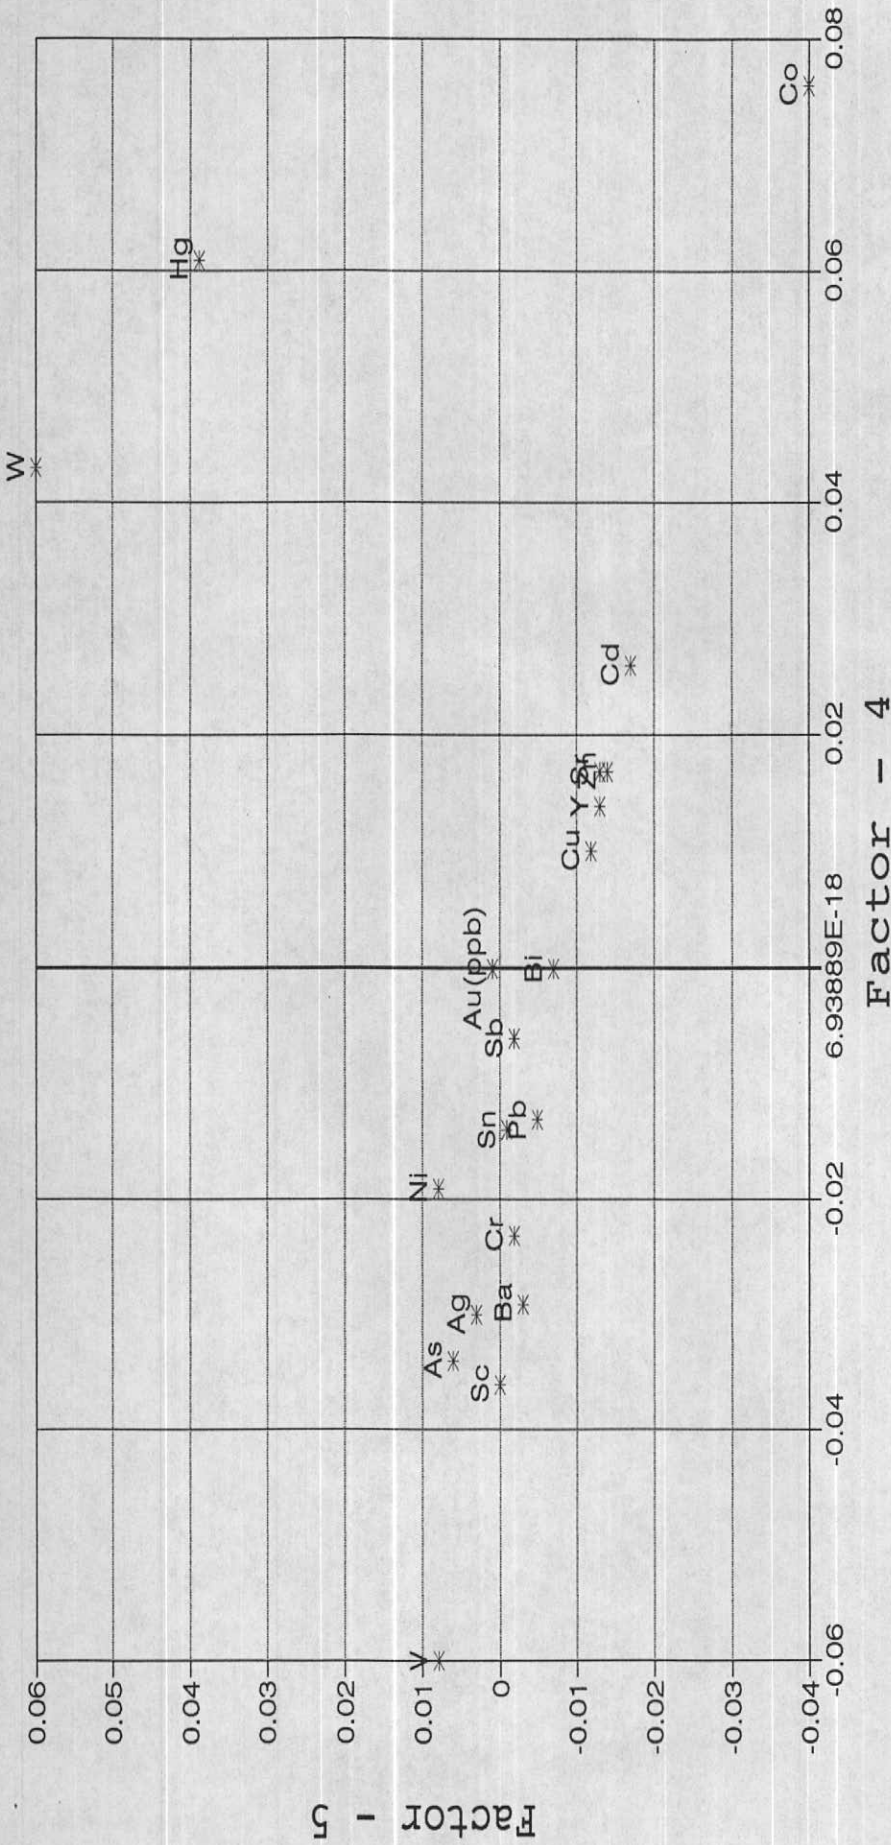 0.06
0.05
0.04
0.03
0.02
0.01
0
-0.01
-0.02
-0.03
-0.04
Factor - 5
W
Hg
Co
Cd
Sr
Zn
Y
Cu
Au(ppb)
Bi
Sb
Sn
Pb
Ni
Cr
Ag
Ba
As
Sc
V
-0.06
-0.04
-0.02
6.93889E-18
0.02
0.04
0.06
0.08
Factor - 4